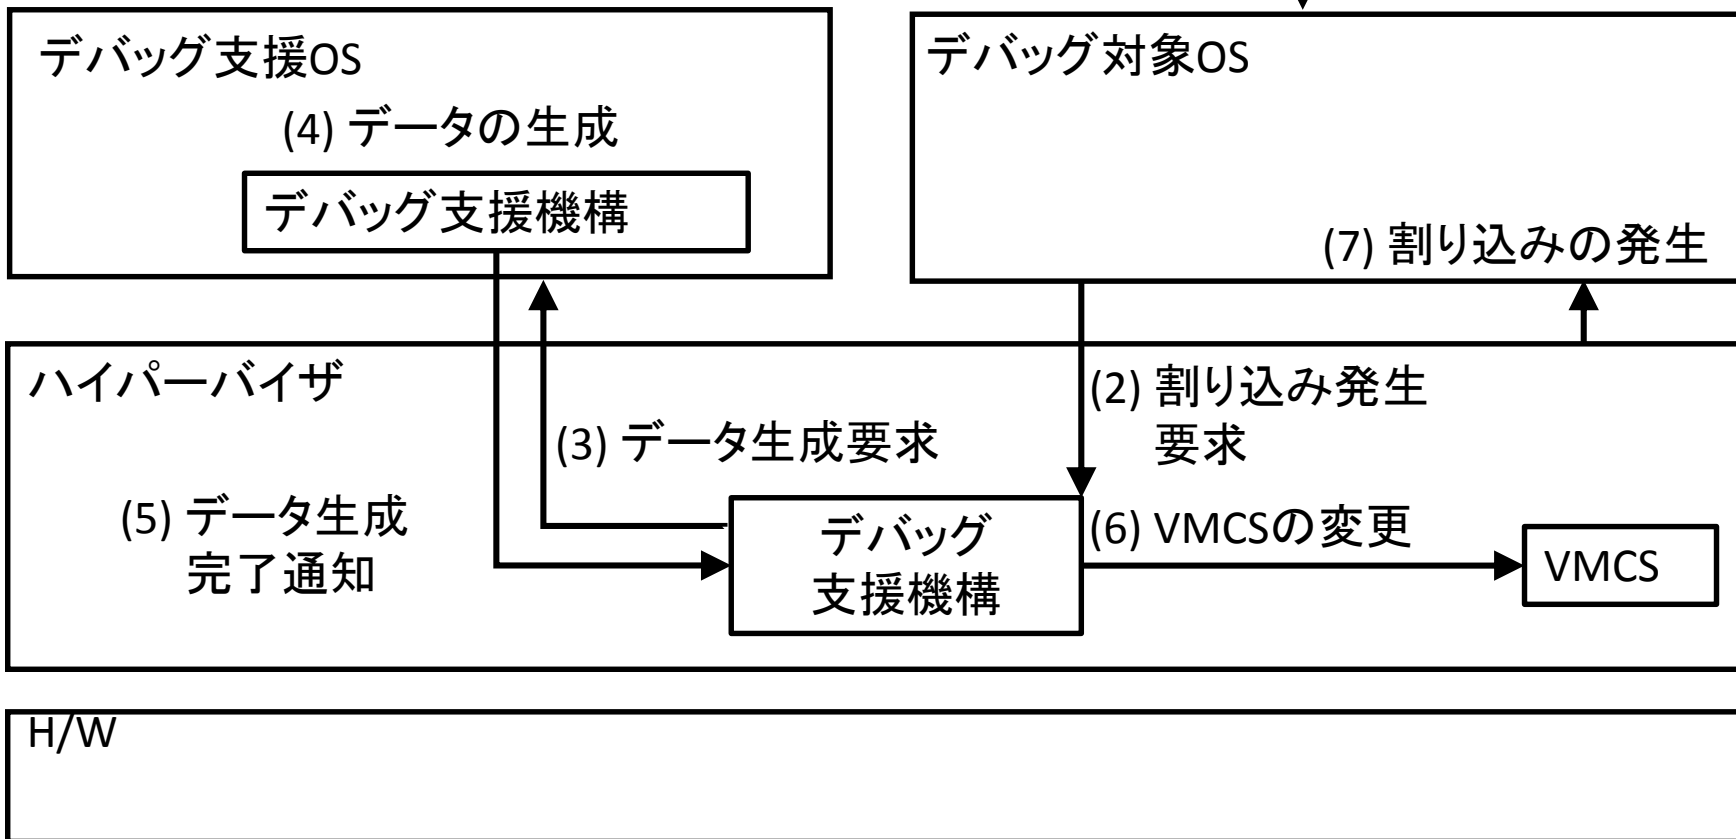 デバッグ支援OS
(4) データの生成
デバッグ支援機構
デバッグ対象OS
(7) 割り込みの発生
ハイパーバイザ
(2) 割り込み発生
要求
(3) データ生成要求
(5) データ生成
完了通知
デバッグ
支援機構
(6) VMCSの変更
VMCS
H/W